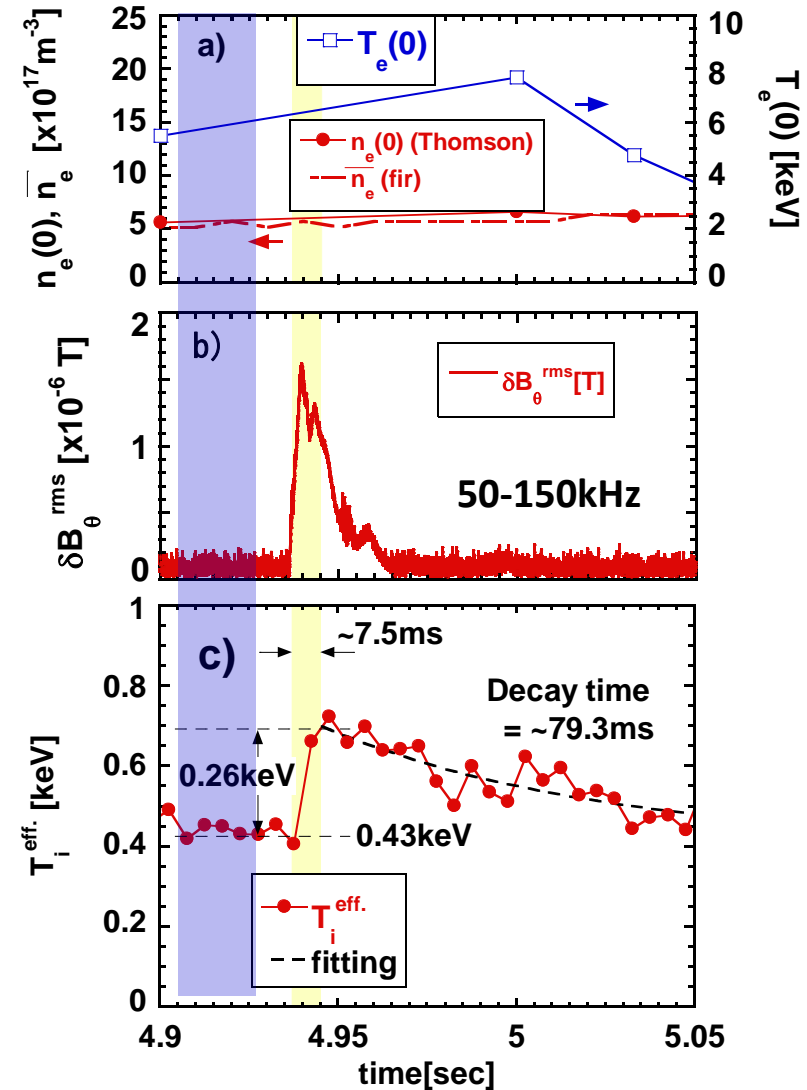 a)
T_e(0)
n_e(0) (Thomson)
n̅_e (fir)
n_e(0), n̅_e [x10^17 m^-3]
25
20
15
10
5
0
T_e(0) [keV]
10
8
6
4
2
0
b)
δB_θ^rms[T]
50-150kHz
δB_θ^rms [x10^-6 T]
2
1
0
c)
~7.5ms
Decay time
= ~79.3ms
0.26keV
0.43keV
T_i^eff.
fitting
T_i^eff. [keV]
1
0.8
0.6
0.4
0.2
0
4.9
4.95
5
5.05
time[sec]